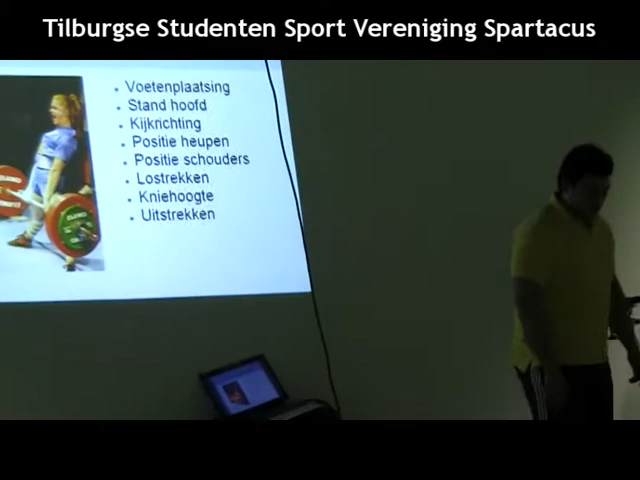 Tilburgse Studenten Sport Vereniging Spartacus
Voetenplaatsing
Stand hoofd
Kijkrichting
Positie heupen
Positie schouders
Lostrekken
Kniehoogte
Uitstrekken